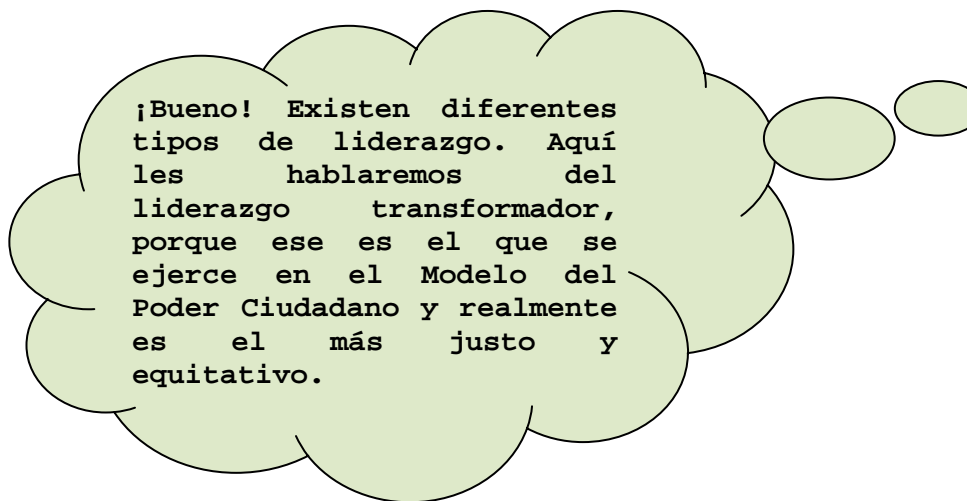 ¡Bueno! Existen diferentes
tipos de liderazgo. Aquí
les hablaremos del
liderazgo transformador,
porque ese es el que se
ejerce en el Modelo del
Poder Ciudadano y realmente
es el más justo y
equitativo.